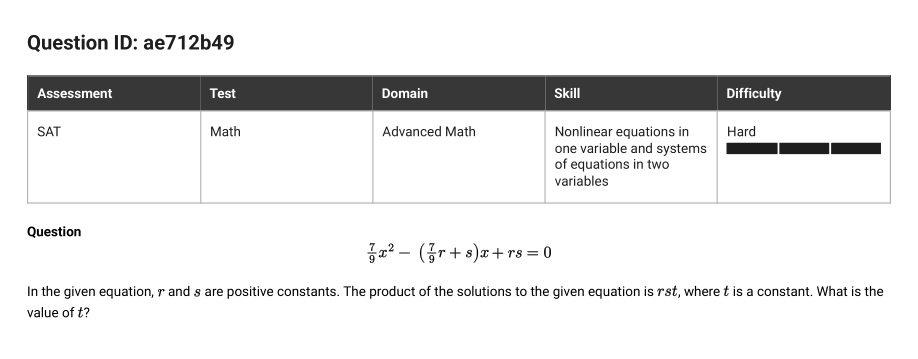 Question ID: ae712b49
Assessment Test Domain Skill Difficulty
SAT Math Advanced Math Nonlinear equations in one variable and systems of equations in two variables Hard
Question
7/9 x² − (7/9 r + s)x + rs = 0
In the given equation, r and s are positive constants. The product of the solutions to the given equation is rst, where t is a constant. What is the
value of t?